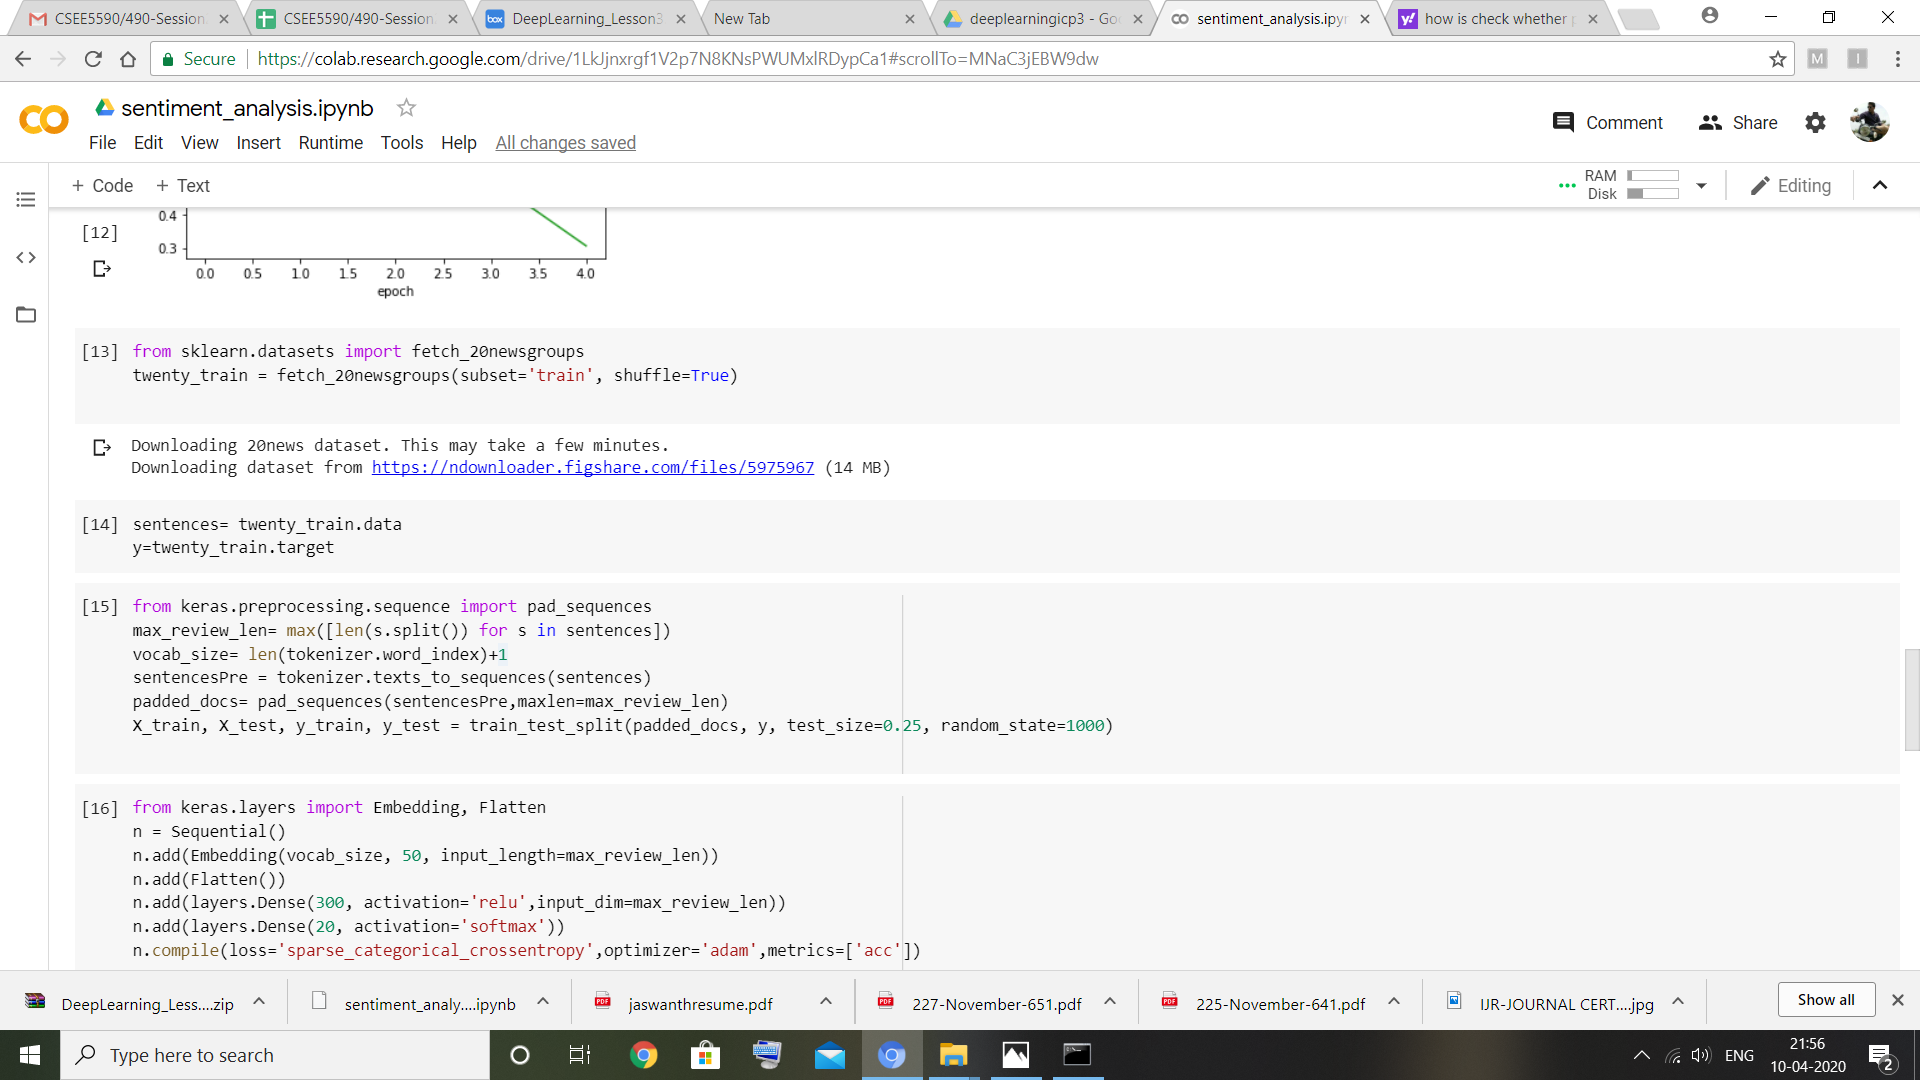 CSEE5590/490-Session
CSEE5590/490-Session
box
DeepLearning_Lesson3
New Tab
deeplearningicp3 - Goo
sentiment_analysis.ipyn
how is check whether
Secure
https://colab.research.google.com/drive/1LkJjnxrgf1V2p7N8KNsPWUMxlRDypCa1#scrollTo=MNaC3jEBW9dw
M
I
sentiment_analysis.ipynb
Comment
Share
File Edit View Insert Runtime Tools Help All changes saved
+ Code + Text
RAM
Disk
Editing
[12]
0.4
0.3
0.0 0.5 1.0 1.5 2.0 2.5 3.0 3.5 4.0
epoch
[13] from sklearn.datasets import fetch_20newsgroups
twenty_train = fetch_20newsgroups(subset='train', shuffle=True)
Downloading 20news dataset. This may take a few minutes.
Downloading dataset from https://ndownloader.figshare.com/files/5975967 (14 MB)
[14] sentences= twenty_train.data
y=twenty_train.target
[15] from keras.preprocessing.sequence import pad_sequences
max_review_len= max([len(s.split()) for s in sentences])
vocab_size= len(tokenizer.word_index)+1
sentencesPre = tokenizer.texts_to_sequences(sentences)
padded_docs= pad_sequences(sentencesPre,maxlen=max_review_len)
X_train, X_test, y_train, y_test = train_test_split(padded_docs, y, test_size=0.25, random_state=1000)
[16] from keras.layers import Embedding, Flatten
n = Sequential()
n.add(Embedding(vocab_size, 50, input_length=max_review_len))
n.add(Flatten())
n.add(layers.Dense(300, activation='relu',input_dim=max_review_len))
n.add(layers.Dense(20, activation='softmax'))
n.compile(loss='sparse_categorical_crossentropy',optimizer='adam',metrics=['acc'])
DeepLearning_Less....zip
sentiment_analy....ipynb
jaswanthresume.pdf
227-November-651.pdf
225-November-641.pdf
IJR-JOURNAL CERT....jpg
Show all
Type here to search
ENG
21:56
10-04-2020
2